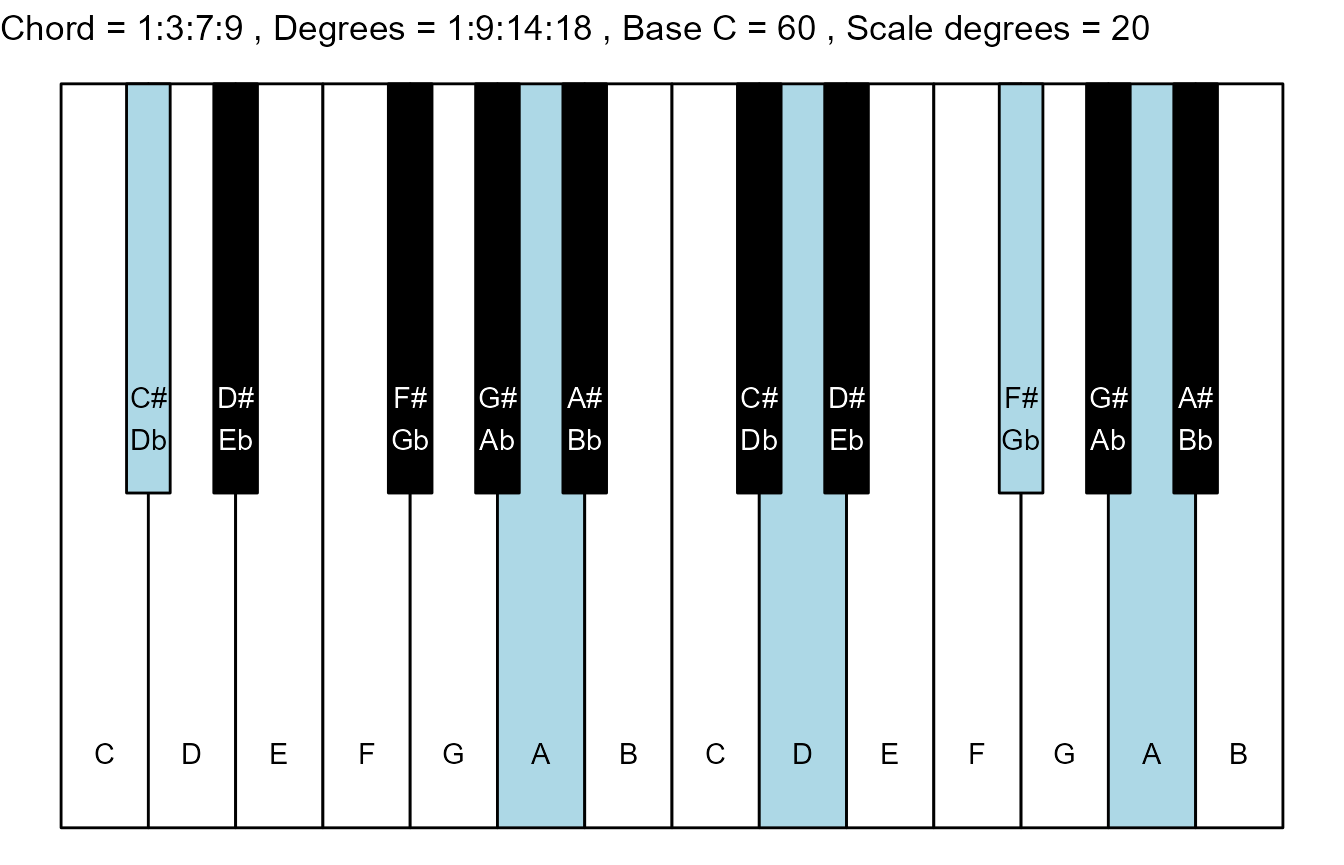 Chord = 1:3:7:9 , Degrees = 1:9:14:18 , Base C = 60 , Scale degrees = 20
C# D# F# G# A# C# D# F# G# A#
Db Eb Gb Ab Bb Db Eb Gb Ab Bb
C D E F G A B C D E F G A B